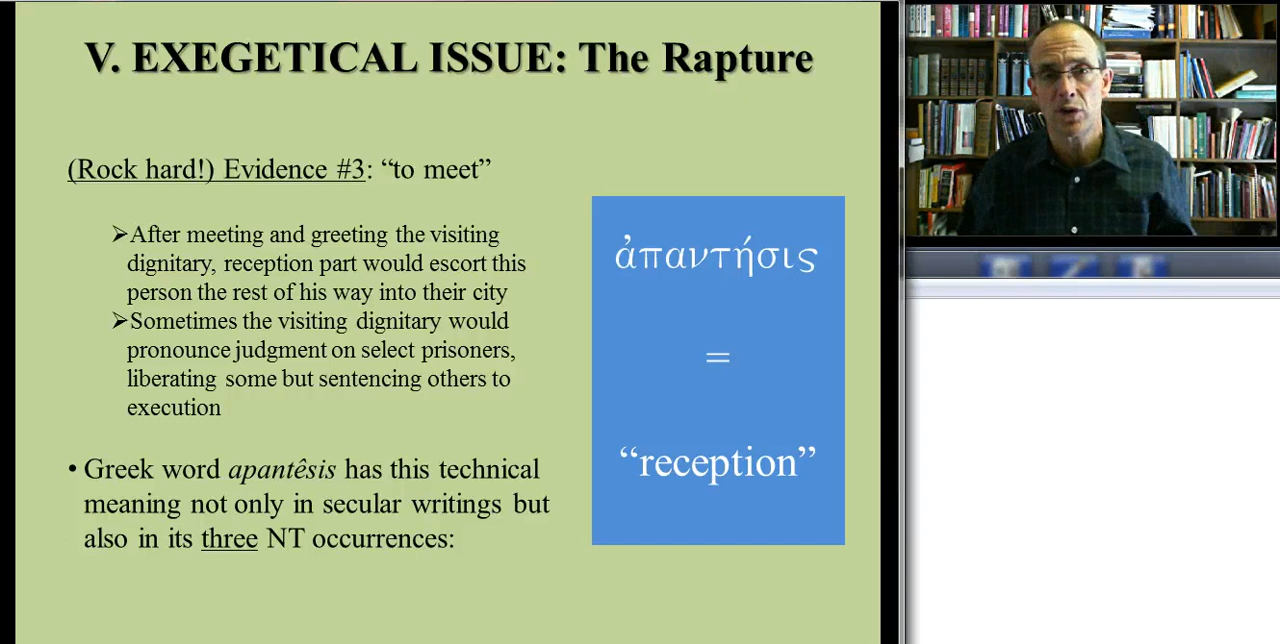 V. EXEGETICAL ISSUE: The Rapture
(Rock hard!) Evidence #3: “to meet”
➢After meeting and greeting the visiting
dignitary, reception part would escort this
person the rest of his way into their city
➢Sometimes the visiting dignitary would
pronounce judgment on select prisoners,
liberating some but sentencing others to
execution
• Greek word apantêsis has this technical
meaning not only in secular writings but
also in its three NT occurrences:
ἀπαντήσις
=
“reception”